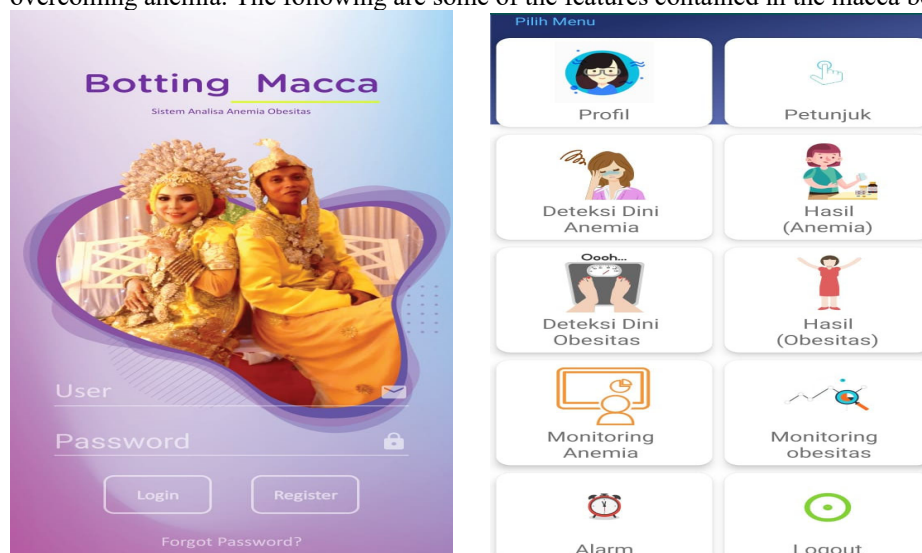 overcoming anemia. The following are some of the features contained in the macca bo
Botting Macca
Sistem Analisa Anemia Obesitas
User
Password
Login Register
Forgot Password?
Pilih Menu
Profil
Petunjuk
Deteksi Dini
Anemia
Hasil
(Anemia)
Oooh...
Deteksi Dini
Obesitas
Hasil
(Obesitas)
Monitoring
Anemia
Monitoring
obesitas
Alarm
Logout